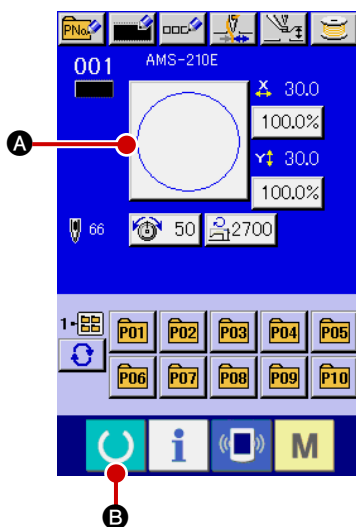 PNo.
001 AMS-210E
X 30.0
100.0%
A
Y 30.0
100.0%
66 50 2700
1-
P01 P02 P03 P04 P05
P06 P07 P08 P09 P10
i M
B